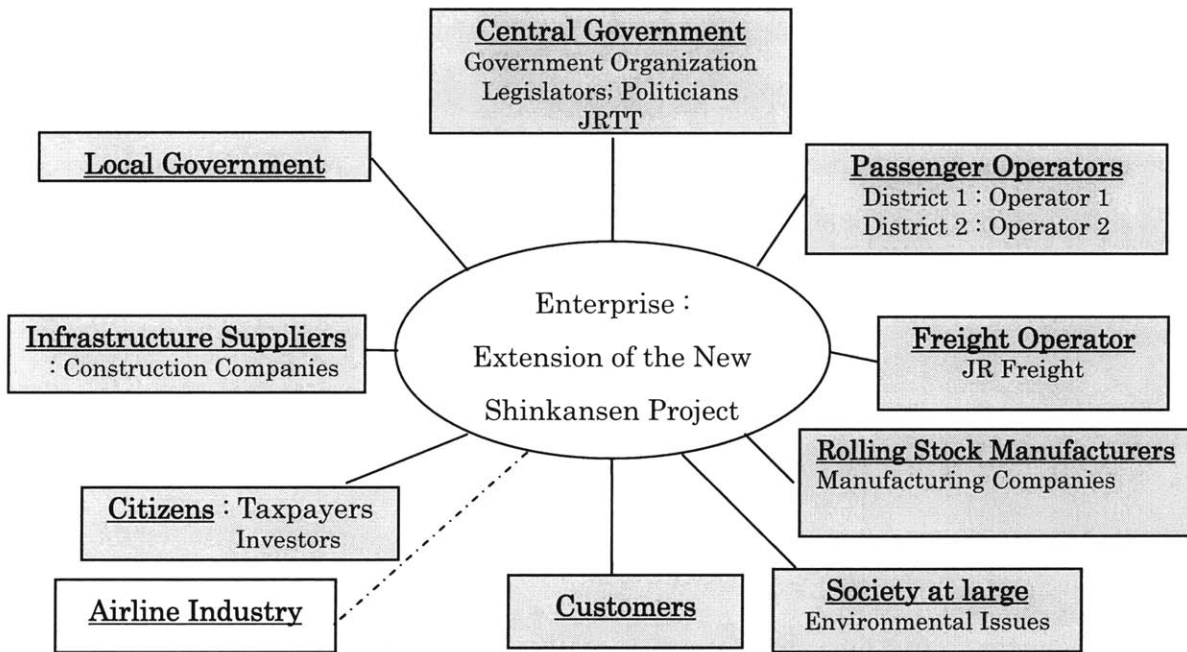 Central Government
Government Organization
Legislators; Politicians
JRTT
Local Government
Passenger Operators
District 1 : Operator 1
District 2 : Operator 2
Enterprise :
Extension of the New
Shinkansen Project
Infrastructure Suppliers
: Construction Companies
Freight Operator
JR Freight
Rolling Stock Manufacturers
Manufacturing Companies
Citizens : Taxpayers
Investors
Airline Industry
Customers
Society at large
Environmental Issues